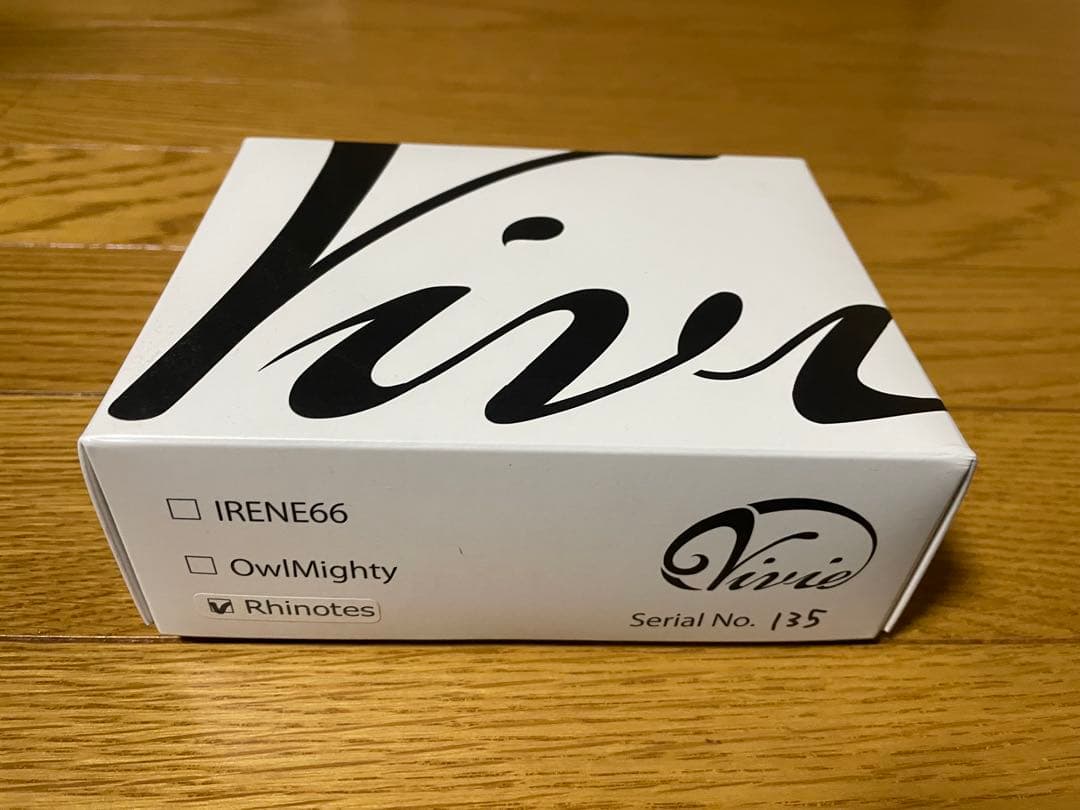 Vivi
IRENE66
OwlMighty
Rhinotes
Vivie
Serial No. 135